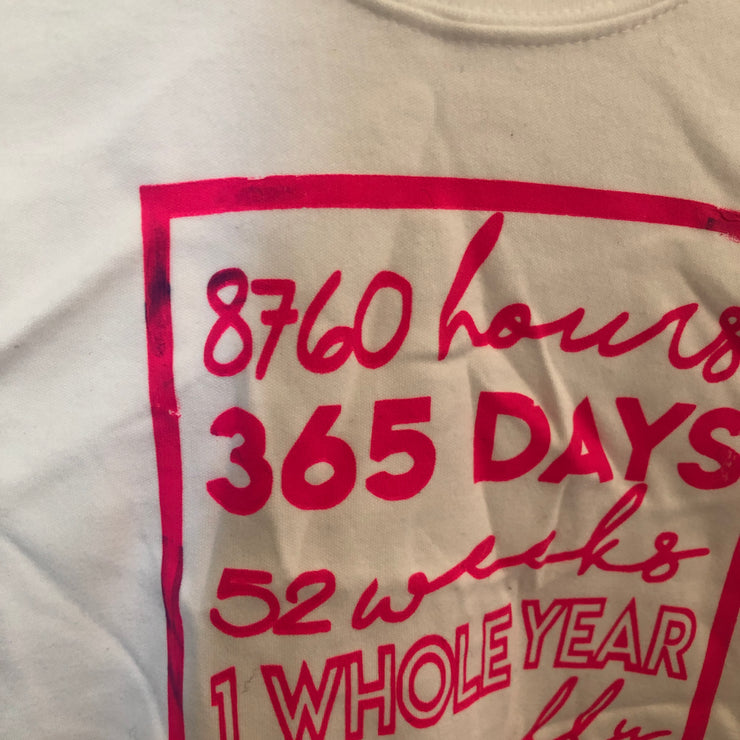 8760 hours
365 DAYS
52 weeks
1 WHOLE YEAR